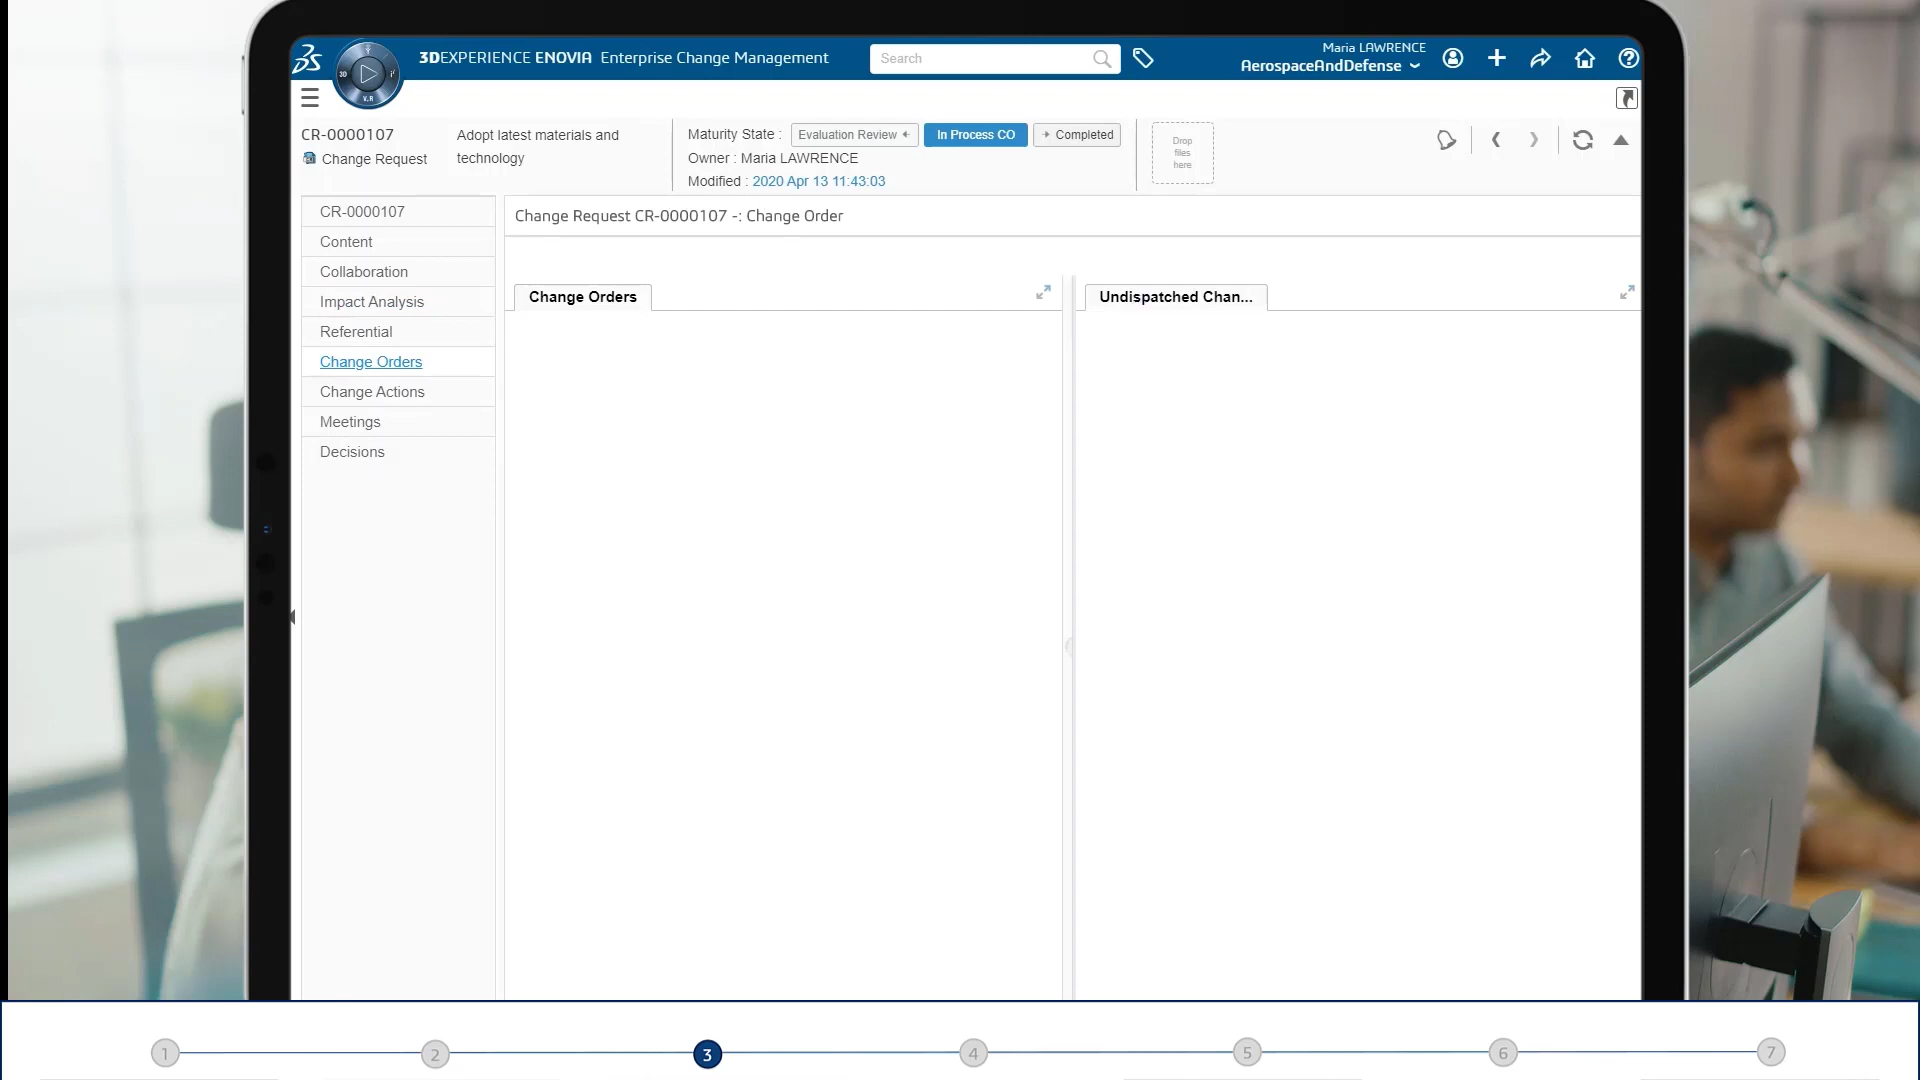 3DEXPERIENCE ENOVIA Enterprise Change Management
Search
Maria LAWRENCE
AerospaceAndDefense
3D
V.R
CR-0000107
Change Request
Adopt latest materials and
technology
Maturity State :
Evaluation Review
In Process CO
Completed
Owner : Maria LAWRENCE
Modified : 2020 Apr 13 11:43:03
Drop
files
here
CR-0000107
Content
Collaboration
Impact Analysis
Referential
Change Orders
Change Actions
Meetings
Decisions
Change Request CR-0000107 -: Change Order
Change Orders
Undispatched Chan...
1
2
3
4
5
6
7